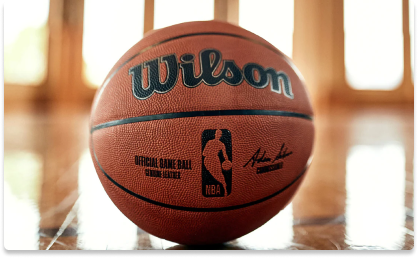 Wilson
OFFICIAL GAME BALL
GENUINE LEATHER
NBA
COMMISSIONER